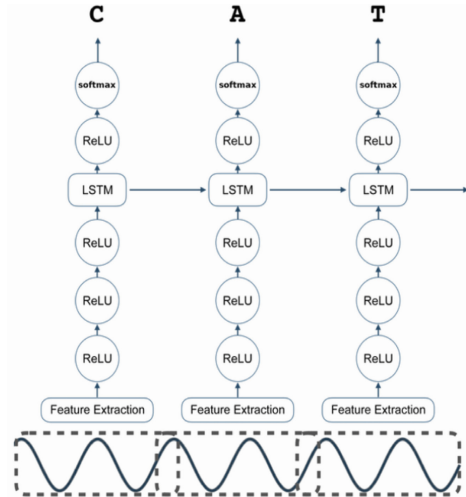 C A T
softmax softmax softmax
ReLU ReLU ReLU
LSTM LSTM LSTM
ReLU ReLU ReLU
ReLU ReLU ReLU
ReLU ReLU ReLU
Feature Extraction Feature Extraction Feature Extraction